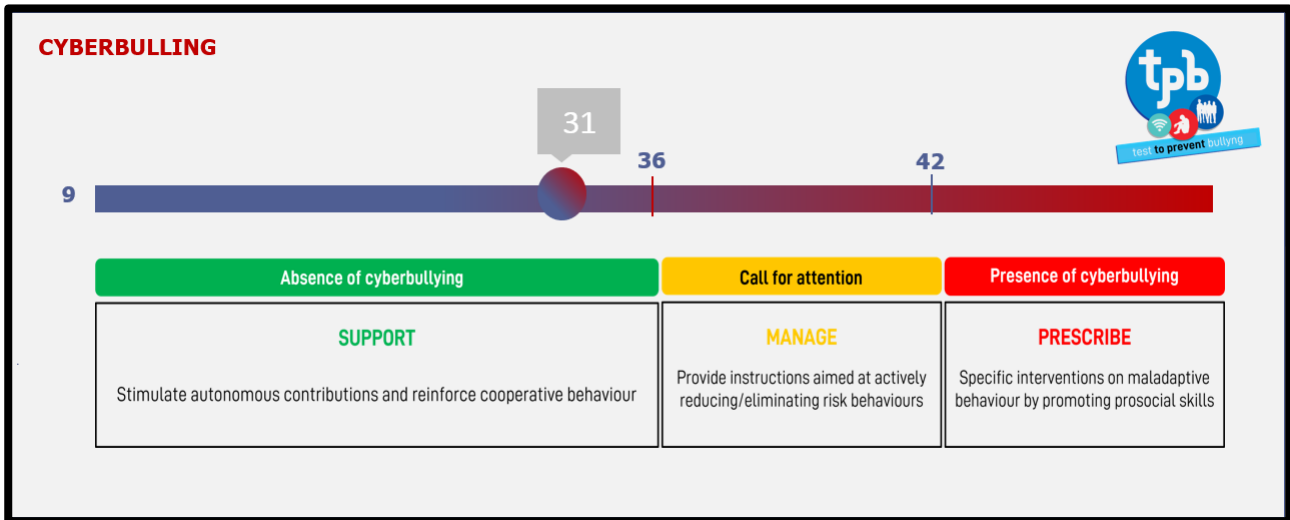 CYBERBULLING
tpb
test to prevent bullyng
31
36
42
9
Absence of cyberbullying
Call for attention
Presence of cyberbullying
SUPPORT
Stimulate autonomous contributions and reinforce cooperative behaviour
MANAGE
Provide instructions aimed at actively
reducing/eliminating risk behaviours
PRESCRIBE
Specific interventions on maladaptive
behaviour by promoting prosocial skills